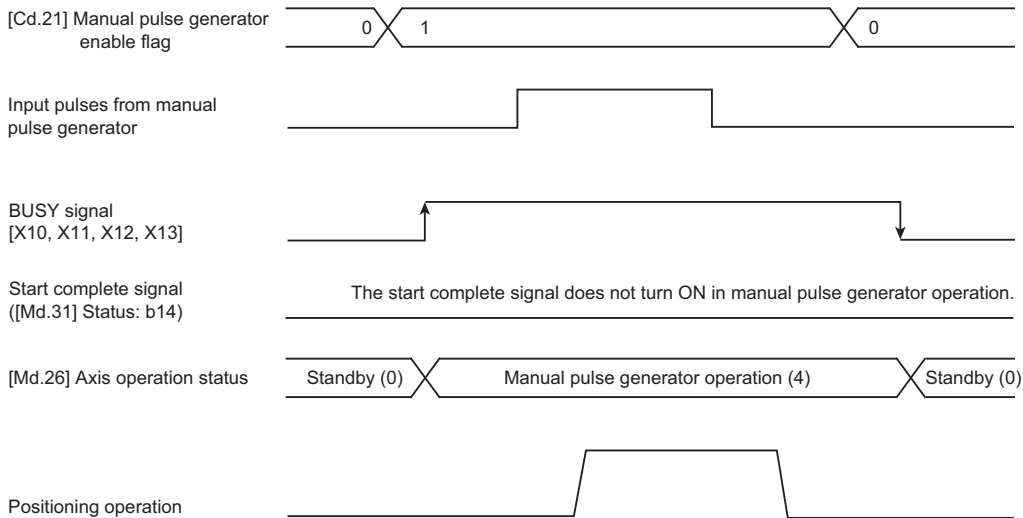 [Cd.21] Manual pulse generator
enable flag
0
1
0
Input pulses from manual
pulse generator
BUSY signal
[X10, X11, X12, X13]
Start complete signal
([Md.31] Status: b14)
The start complete signal does not turn ON in manual pulse generator operation.
[Md.26] Axis operation status
Standby (0)
Manual pulse generator operation (4)
Standby (0)
Positioning operation